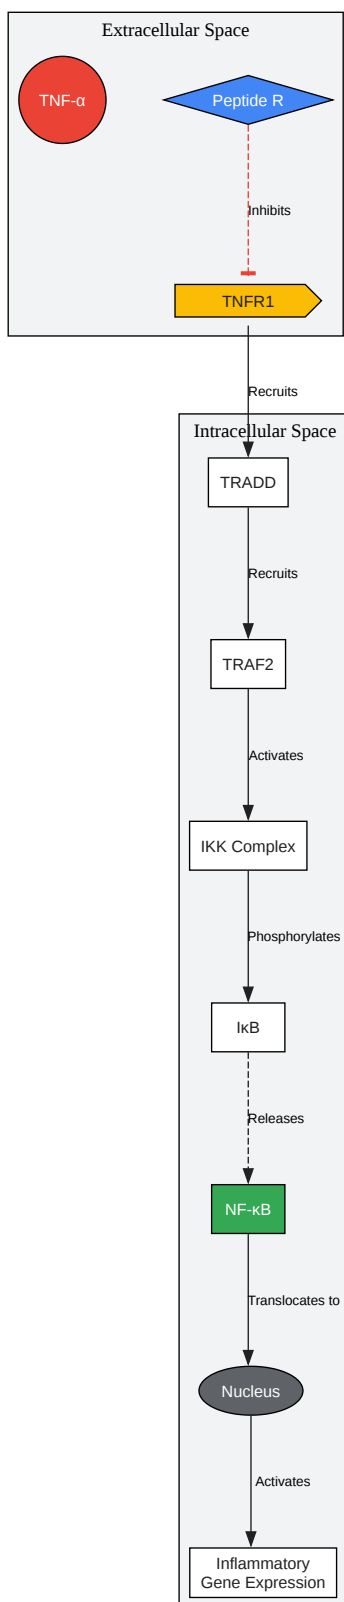 Extracellular Space
TNF-α
Peptide R
Inhibits
TNFR1
Recruits
Intracellular Space
TRADD
Recruits
TRAF2
Activates
IKK Complex
Phosphorylates
IκB
Releases
NF-κB
Translocates to
Nucleus
Activates
Inflammatory
Gene Expression